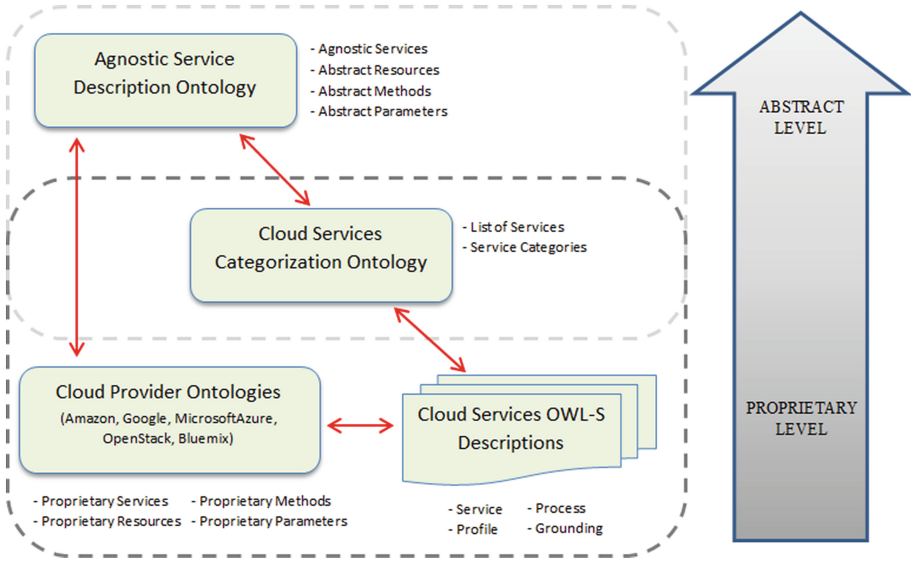 Agnostic Service
Description Ontology
- Agnostic Services
- Abstract Resources
- Abstract Methods
- Abstract Parameters
ABSTRACT
LEVEL
Cloud Services
Categorization Ontology
- List of Services
- Service Categories
Cloud Provider Ontologies
(Amazon, Google, MicrosoftAzure,
OpenStack, Bluemix)
Cloud Services OWL-S
Descriptions
PROPRIETARY
LEVEL
- Proprietary Services
- Proprietary Resources
- Proprietary Methods
- Proprietary Parameters
- Service
- Profile
- Process
- Grounding